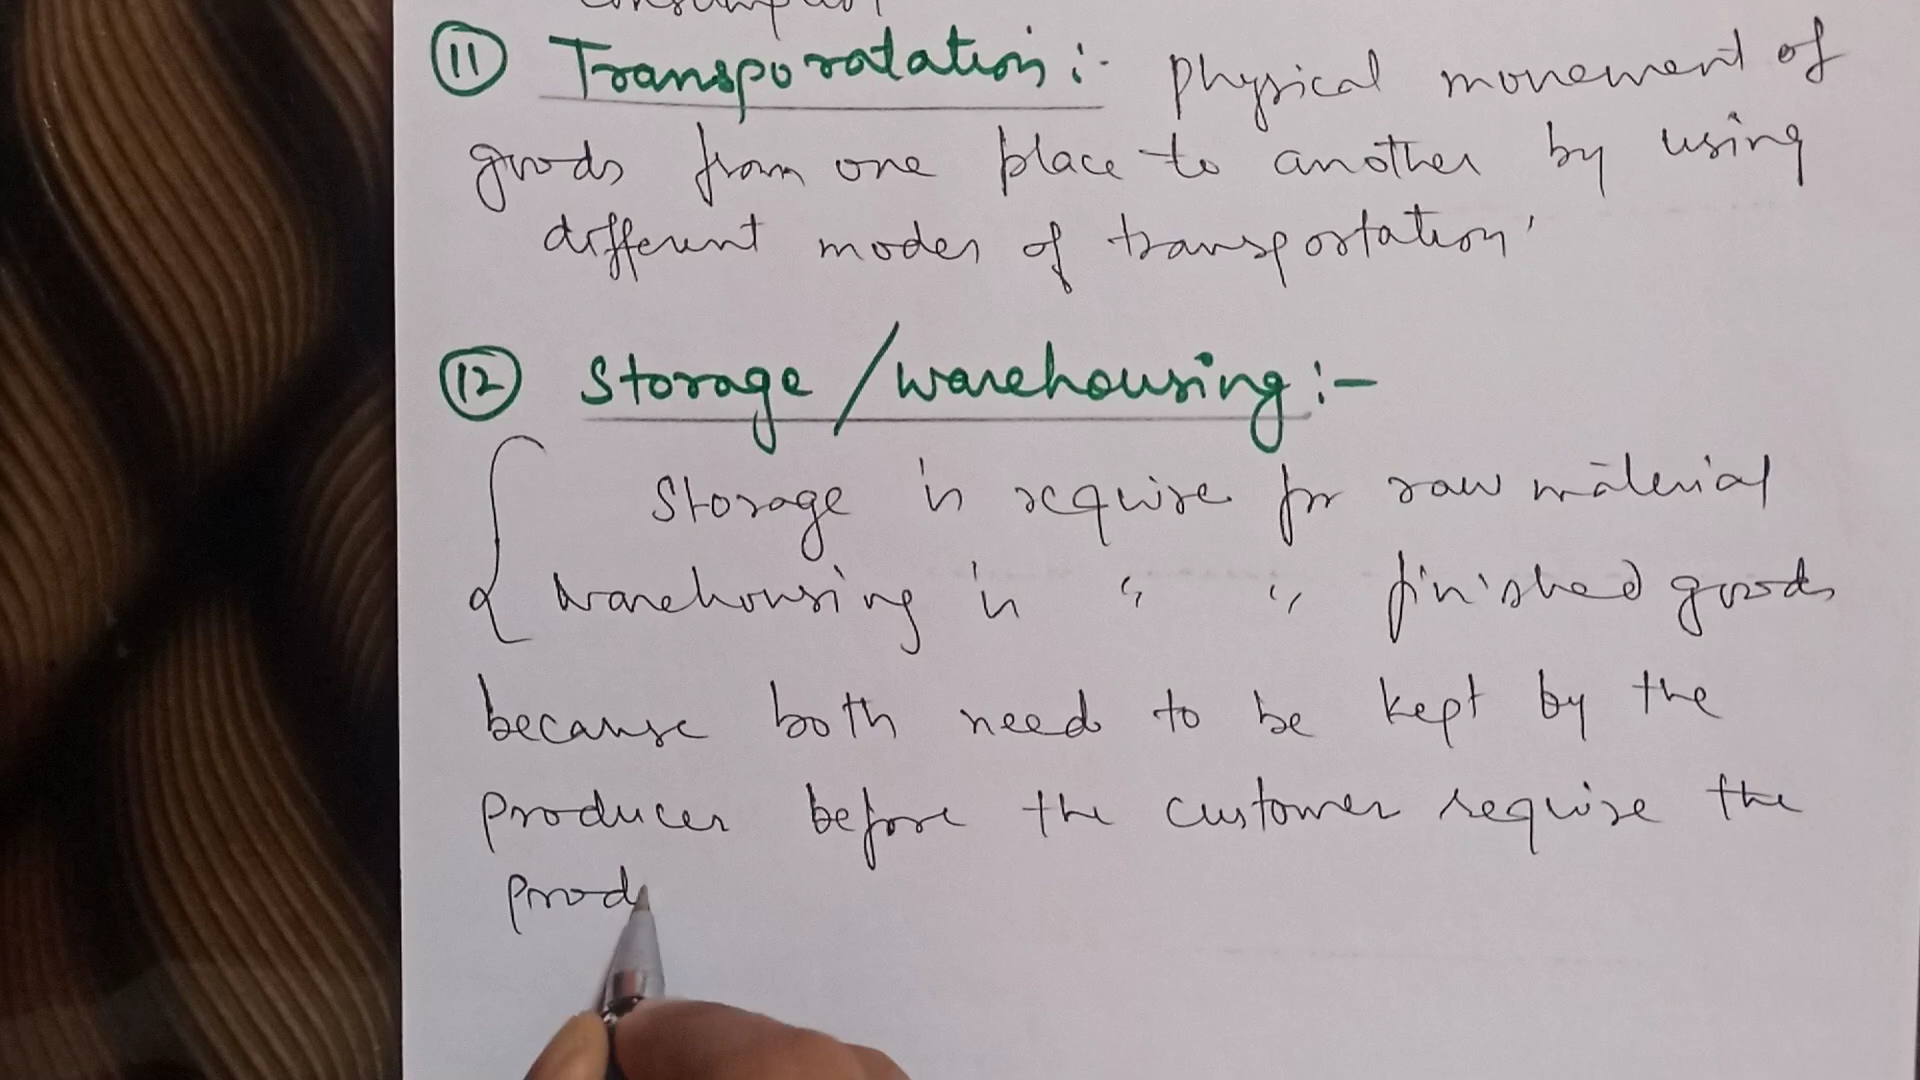 11 Transporatation :- Physical movement of
goods from one place to another by using
different modes of transportation'
12 Storage / warehousing :-
Storage is require for raw material
warehousing is " " finished goods
because both need to be kept by the
producer before the customer require the
prod